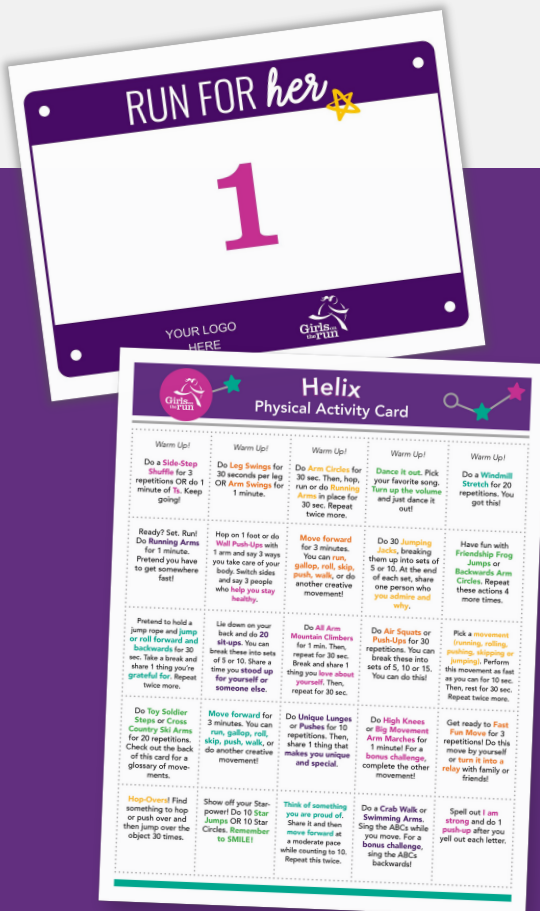 RUN FOR her
1
YOUR LOGO
HERE
Girls
on
the run
Girls on
the run
Helix
Physical Activity Card
Warm Up!
Do a Side-Step
Shuffle for 3
repetitions OR do 1
minute of Ts. Keep
going!
Warm Up!
Do Leg Swings for
30 seconds per leg
OR Arm Swings for
1 minute.
Warm Up!
Do Arm Circles for
30 sec. Then, hop,
run or do Running
Arms in place for
30 sec. Repeat
twice more.
Warm Up!
Dance it out. Pick
your favorite song.
Turn up the volume
and just dance it
out!
Warm Up!
Do a Windmill
Stretch for 20
repetitions. You
got this!
Ready? Set. Run!
Do Running Arms
for 1 minute.
Pretend you have
to get somewhere
fast!
Hop on 1 foot or do
Wall Push-Ups with
1 arm and say 3 ways
you take care of your
body. Switch sides
and say 3 people
who help you stay
healthy.
Move forward
for 3 minutes.
You can run,
gallop, roll, skip,
push, walk, or do
another creative
movement!
Do 30 Jumping
Jacks, breaking
them up into sets of
5 or 10. At the end
of each set, share
one person who
you admire and
why.
Have fun with
Friendship Frog
Jumps or
Backwards Arm
Circles. Repeat
these actions 4
more times.
Pretend to hold a
jump rope and jump
or roll forward and
backwards for 30
sec. Take a break and
share 1 thing you're
grateful for. Repeat
twice more.
Lie down on your
back and do 20
sit-ups. You can
break these into sets
of 5 or 10. Share a
time you stood up
for yourself or
someone else.
Do All Arm
Mountain Climbers
for 1 min. Then,
repeat for 30 sec.
Break and share 1
thing you love about
yourself. Then,
repeat for 30 sec.
Do Air Squats or
Push-Ups for 30
repetitions. You can
break these into
sets of 5, 10 or 15.
You can do this!
Pick a movement
(running, rolling,
pushing, skipping or
jumping). Perform
this movement as fast
as you can for 10 sec.
Then, rest for 30 sec.
Repeat twice more.
Do Toy Soldier
Steps or Cross
Country Ski Arms
for 20 repetitions.
Check out the back
of this card for a
glossary of move-
ments.
Move forward for
3 minutes. You can
run, gallop, roll,
skip, push, walk, or
do another creative
movement!
Do Unique Lunges
or Pushes for 10
repetitions. Then,
share 1 thing that
makes you unique
and special.
Do High Knees
or Big Movement
Arm Marches for
1 minute! For a
bonus challenge,
complete the other
movement!
Get ready to Fast
Fun Move for 3
repetitions! Do this
move by yourself
or turn it into a
relay with family or
friends!
Hop-Overs! Find
something to hop
or push over and
then jump over the
object 30 times.
Show off your Star-
power! Do 10 Star
Jumps OR 10 Star
Circles. Remember
to SMILE!
Think of something
you are proud of.
Share it and then
move forward at
a moderate pace
while counting to 10.
Repeat this twice.
Do a Crab Walk or
Swimming Arms.
Sing the ABCs while
you move. For a
bonus challenge,
sing the ABCs
backwards!
Spell out I am
strong and do 1
push-up after you
yell out each letter.